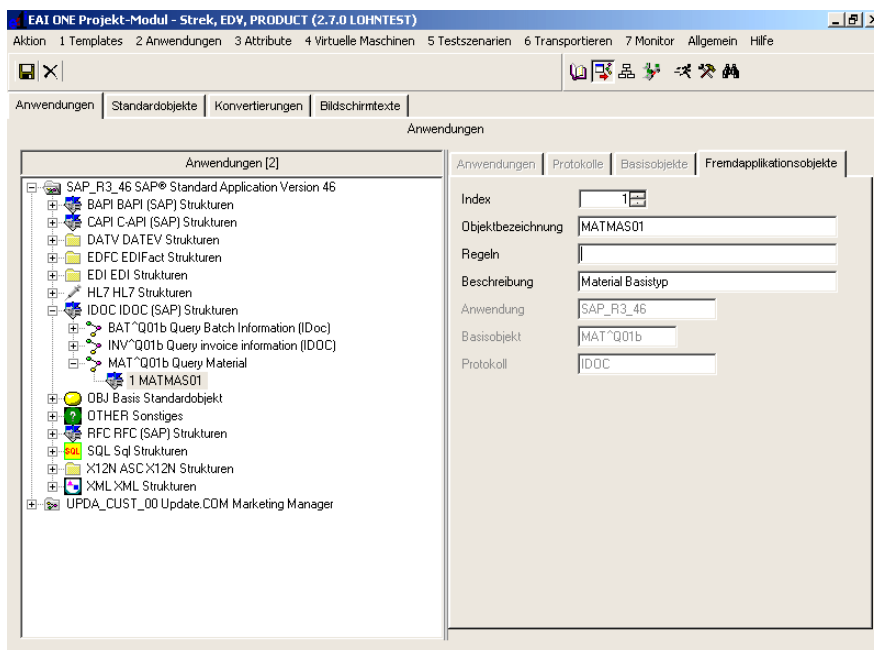 EAI ONE Projekt-Modul - Strek, EDV, PRODUCT (2.7.0 LOHNTEST)
Aktion 1 Templates 2 Anwendungen 3 Attribute 4 Virtuelle Maschinen 5 Testszenarien 6 Transportieren 7 Monitor Allgemein Hilfe
Anwendungen Standardobjekte Konvertierungen Bildschirmtexte
Anwendungen
Anwendungen [2]
SAP_R3_46 SAP® Standard Application Version 46
BAPI BAPI (SAP) Strukturen
CAPI C-API (SAP) Strukturen
DATV DATEV Strukturen
EDFC EDIFact Strukturen
EDI EDI Strukturen
HL7 HL7 Strukturen
IDOC IDOC (SAP) Strukturen
BAT^Q01b Query Batch Information (IDoc)
INV^Q01b Query invoice information (IDOC)
MAT^Q01b Query Material
1 MATMAS01
OBJ Basis Standardobjekt
? OTHER Sonstiges
RFC RFC (SAP) Strukturen
SQL SQL Sql Strukturen
X12N ASC X12N Strukturen
XML XML Strukturen
UPDA_CUST_00 Update.COM Marketing Manager
Anwendungen Protokolle Basisobjekte Fremdapplikationsobjekte
Index 1
Objektbezeichnung MATMAS01
Regeln
Beschreibung Material Basistyp
Anwendung SAP_R3_46
Basisobjekt MAT^Q01b
Protokoll IDOC